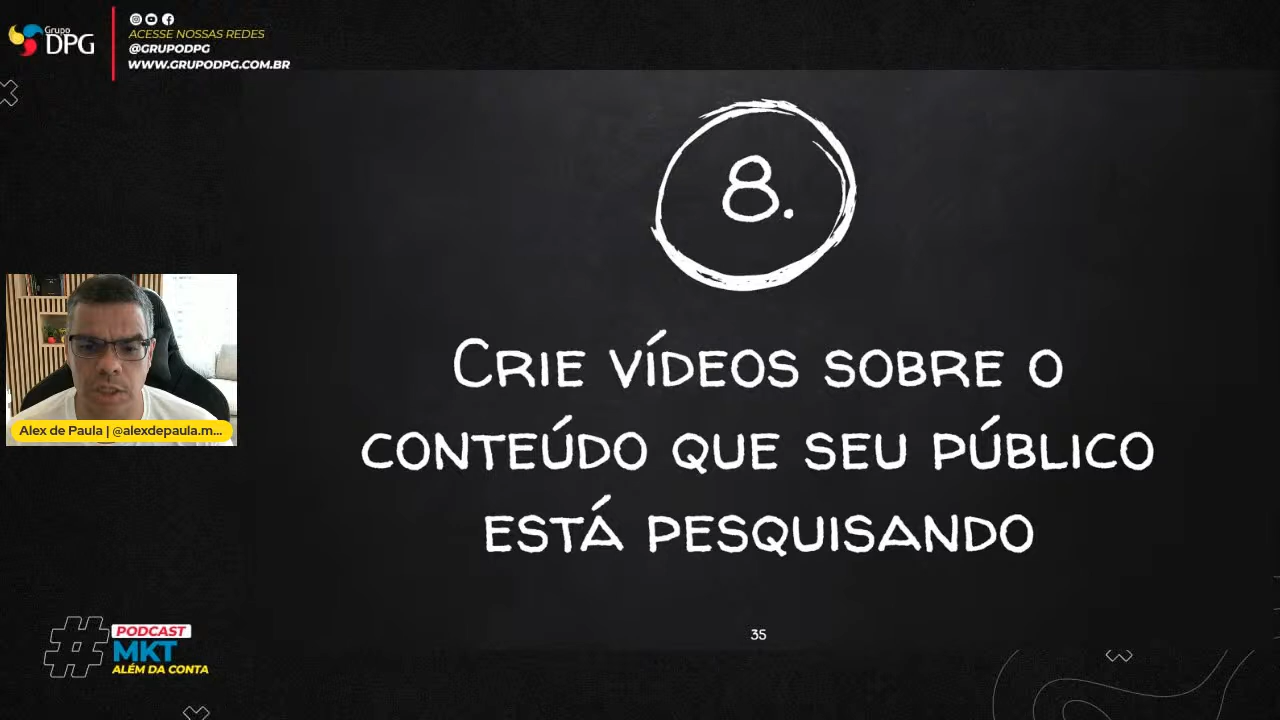 Grupo
DPG
ACESSE NOSSAS REDES
@GRUPODPG
WWW.GRUPODPG.COM.BR
8.
CRIE VÍDEOS SOBRE O
CONTEÚDO QUE SEU PÚBLICO
ESTÁ PESQUISANDO
Alex de Paula | @alexdepaula.m...
PODCAST
MKT
ALÉM DA CONTA
35